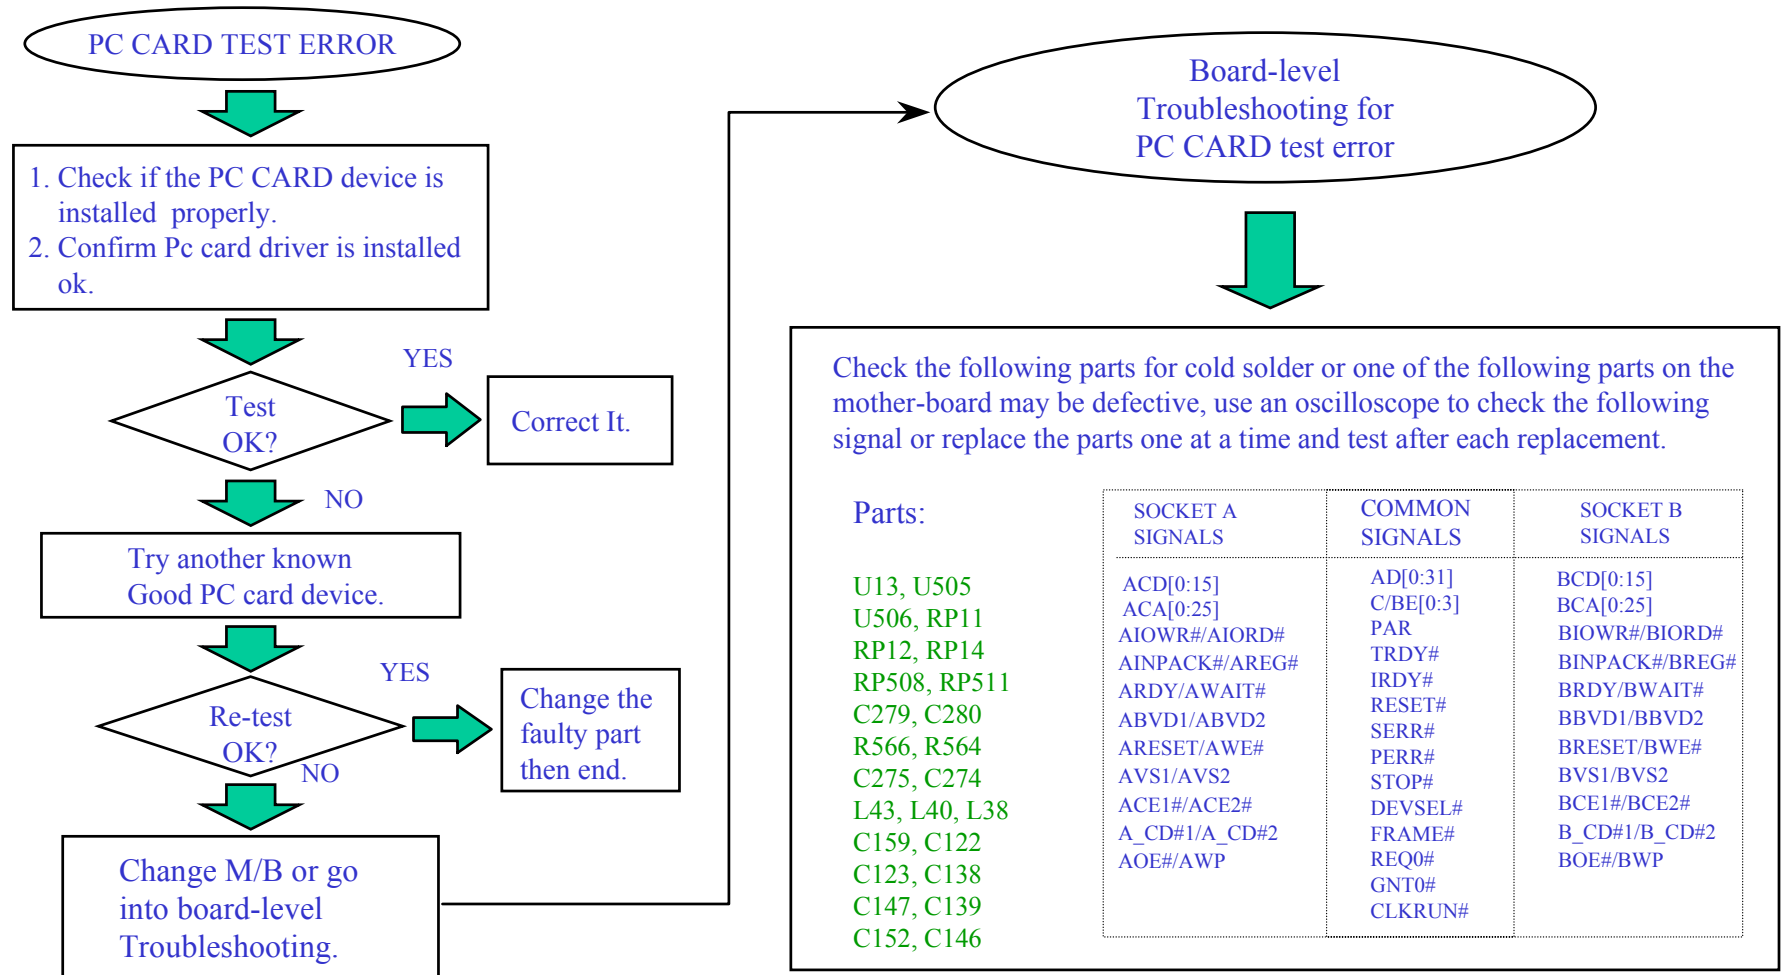 PC CARD TEST ERROR
1. Check if the PC CARD device is
installed properly.
2. Confirm Pc card driver is installed
ok.
Test
OK?
YES
Correct It.
NO
Try another known
Good PC card device.
Re-test
OK?
YES
Change the
faulty part
then end.
NO
Change M/B or go
into board-level
Troubleshooting.
Board-level
Troubleshooting for
PC CARD test error
Check the following parts for cold solder or one of the following parts on the
mother-board may be defective, use an oscilloscope to check the following
signal or replace the parts one at a time and test after each replacement.
Parts:
U13, U505
U506, RP11
RP12, RP14
RP508, RP511
C279, C280
R566, R564
C275, C274
L43, L40, L38
C159, C122
C123, C138
C147, C139
C152, C146
SOCKET A
SIGNALS
ACD[0:15]
ACA[0:25]
AIOWR#/AIORD#
AINPACK#/AREG#
ARDY/AWAIT#
ABVD1/ABVD2
ARESET/AWE#
AVS1/AVS2
ACE1#/ACE2#
A_CD#1/A_CD#2
AOE#/AWP
COMMON
SIGNALS
AD[0:31]
C/BE[0:3]
PAR
TRDY#
IRDY#
RESET#
SERR#
PERR#
STOP#
DEVSEL#
FRAME#
REQ0#
GNT0#
CLKRUN#
SOCKET B
SIGNALS
BCD[0:15]
BCA[0:25]
BIOWR#/BIORD#
BINPACK#/BREG#
BRDY/BWAIT#
BBVD1/BBVD2
BRESET/BWE#
BVS1/BVS2
BCE1#/BCE2#
B_CD#1/B_CD#2
BOE#/BWP